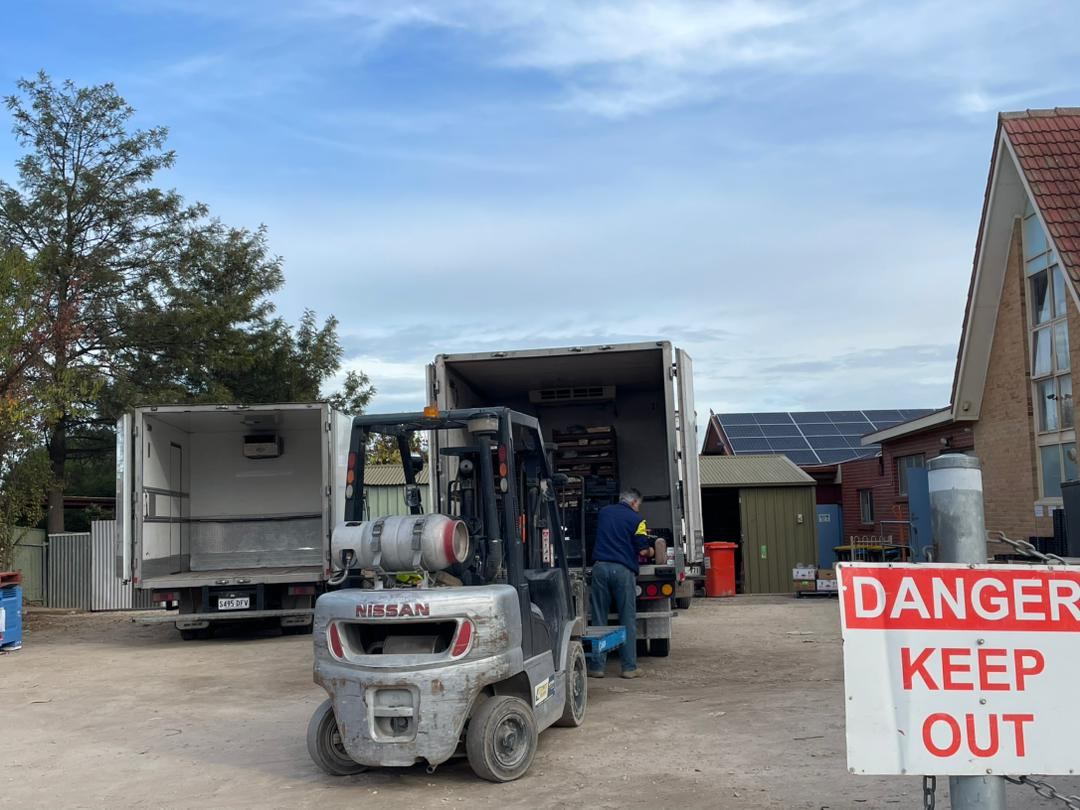 NISSAN
S495·DFV
DANGER
KEEP
OUT